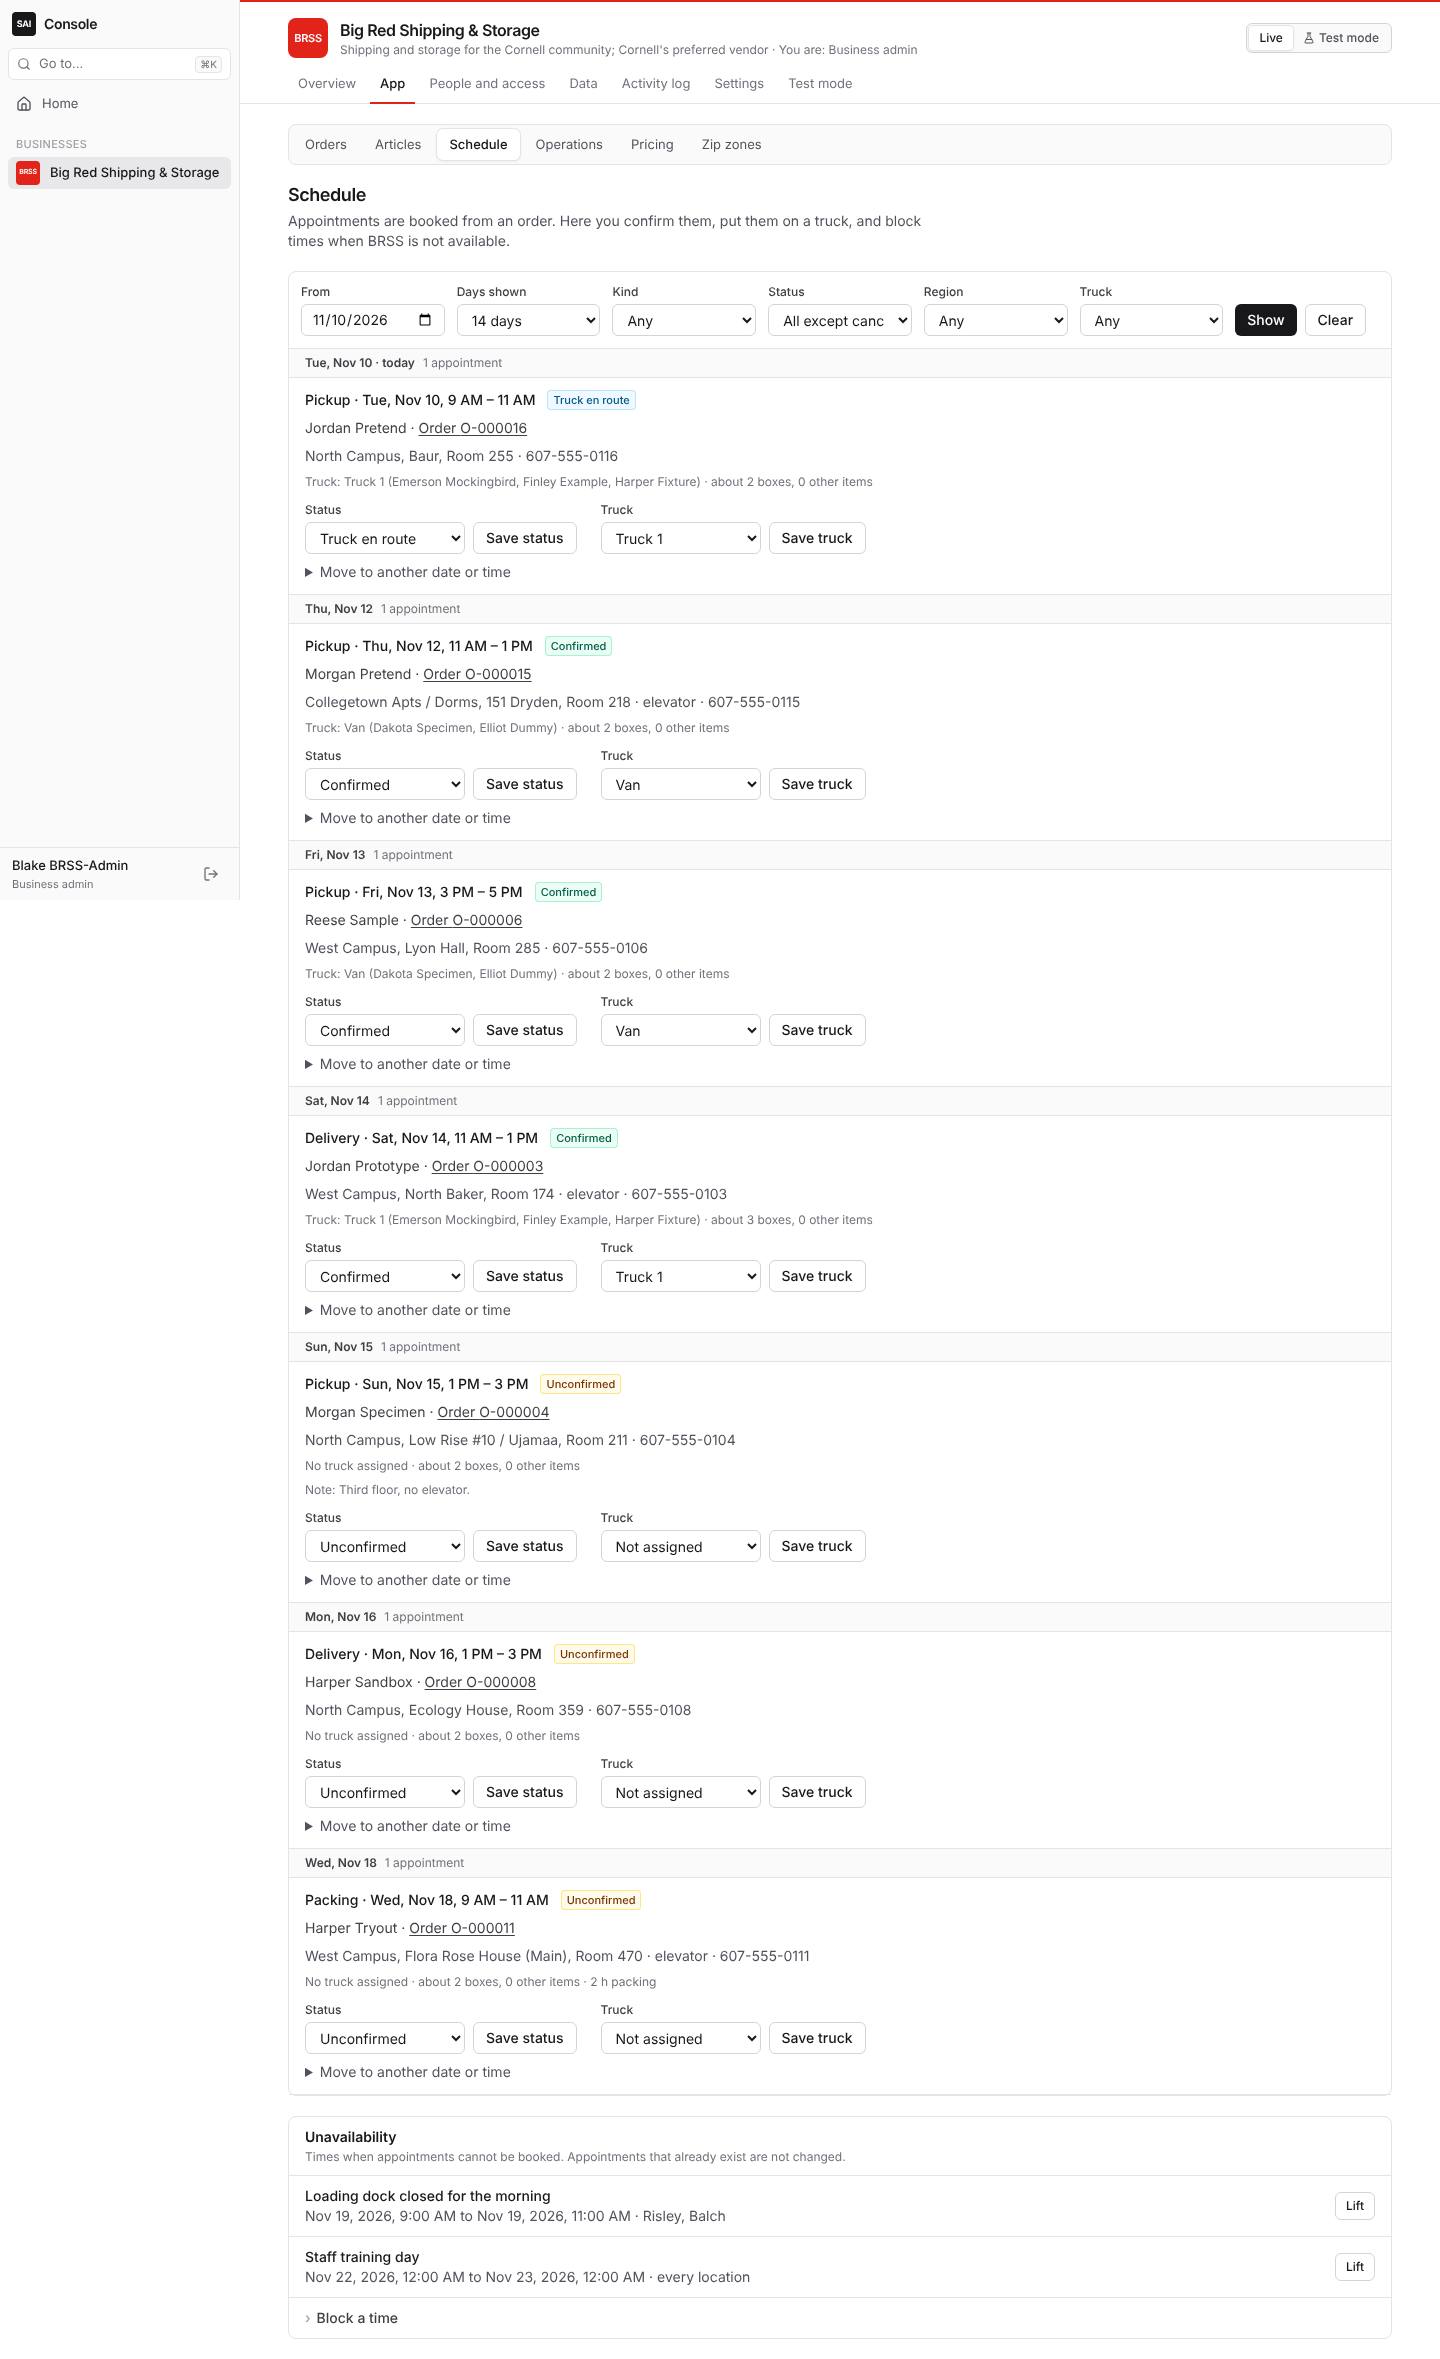 SAI Console
Go to... ⌘K
Home
BUSINESSES
BRSS Big Red Shipping & Storage
Blake BRSS-Admin
Business admin
BRSS
Big Red Shipping & Storage
Shipping and storage for the Cornell community; Cornell's preferred vendor · You are: Business admin
Live Test mode
Overview App People and access Data Activity log Settings Test mode
Orders Articles Schedule Operations Pricing Zip zones
Schedule
Appointments are booked from an order. Here you confirm them, put them on a truck, and block
times when BRSS is not available.
From Days shown Kind Status Region Truck
11/10/2026 14 days Any All except canc Any Any Show Clear
Tue, Nov 10 · today 1 appointment
Pickup · Tue, Nov 10, 9 AM – 11 AM Truck en route
Jordan Pretend · Order O-000016
North Campus, Baur, Room 255 · 607-555-0116
Truck: Truck 1 (Emerson Mockingbird, Finley Example, Harper Fixture) · about 2 boxes, 0 other items
Status Truck
Truck en route Save status Truck 1 Save truck
▶ Move to another date or time
Thu, Nov 12 1 appointment
Pickup · Thu, Nov 12, 11 AM – 1 PM Confirmed
Morgan Pretend · Order O-000015
Collegetown Apts / Dorms, 151 Dryden, Room 218 · elevator · 607-555-0115
Truck: Van (Dakota Specimen, Elliot Dummy) · about 2 boxes, 0 other items
Status Truck
Confirmed Save status Van Save truck
▶ Move to another date or time
Fri, Nov 13 1 appointment
Pickup · Fri, Nov 13, 3 PM – 5 PM Confirmed
Reese Sample · Order O-000006
West Campus, Lyon Hall, Room 285 · 607-555-0106
Truck: Van (Dakota Specimen, Elliot Dummy) · about 2 boxes, 0 other items
Status Truck
Confirmed Save status Van Save truck
▶ Move to another date or time
Sat, Nov 14 1 appointment
Delivery · Sat, Nov 14, 11 AM – 1 PM Confirmed
Jordan Prototype · Order O-000003
West Campus, North Baker, Room 174 · elevator · 607-555-0103
Truck: Truck 1 (Emerson Mockingbird, Finley Example, Harper Fixture) · about 3 boxes, 0 other items
Status Truck
Confirmed Save status Truck 1 Save truck
▶ Move to another date or time
Sun, Nov 15 1 appointment
Pickup · Sun, Nov 15, 1 PM – 3 PM Unconfirmed
Morgan Specimen · Order O-000004
North Campus, Low Rise #10 / Ujamaa, Room 211 · 607-555-0104
No truck assigned · about 2 boxes, 0 other items
Note: Third floor, no elevator.
Status Truck
Unconfirmed Save status Not assigned Save truck
▶ Move to another date or time
Mon, Nov 16 1 appointment
Delivery · Mon, Nov 16, 1 PM – 3 PM Unconfirmed
Harper Sandbox · Order O-000008
North Campus, Ecology House, Room 359 · 607-555-0108
No truck assigned · about 2 boxes, 0 other items
Status Truck
Unconfirmed Save status Not assigned Save truck
▶ Move to another date or time
Wed, Nov 18 1 appointment
Packing · Wed, Nov 18, 9 AM – 11 AM Unconfirmed
Harper Tryout · Order O-000011
West Campus, Flora Rose House (Main), Room 470 · elevator · 607-555-0111
No truck assigned · about 2 boxes, 0 other items · 2 h packing
Status Truck
Unconfirmed Save status Not assigned Save truck
▶ Move to another date or time
Unavailability
Times when appointments cannot be booked. Appointments that already exist are not changed.
Loading dock closed for the morning
Nov 19, 2026, 9:00 AM to Nov 19, 2026, 11:00 AM · Risley, Balch
Lift
Staff training day
Nov 22, 2026, 12:00 AM to Nov 23, 2026, 12:00 AM · every location
Lift
› Block a time